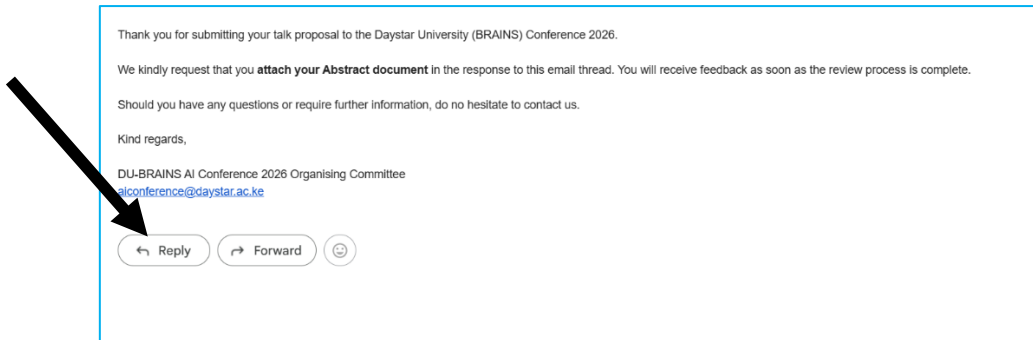 Thank you for submitting your talk proposal to the Daystar University (BRAINS) Conference 2026.
We kindly request that you attach your Abstract document in the response to this email thread. You will receive feedback as soon as the review process is complete.
Should you have any questions or require further information, do no hesitate to contact us.
Kind regards,
DU-BRAINS AI Conference 2026 Organising Committee
aiconference@daystar.ac.ke
Reply Forward